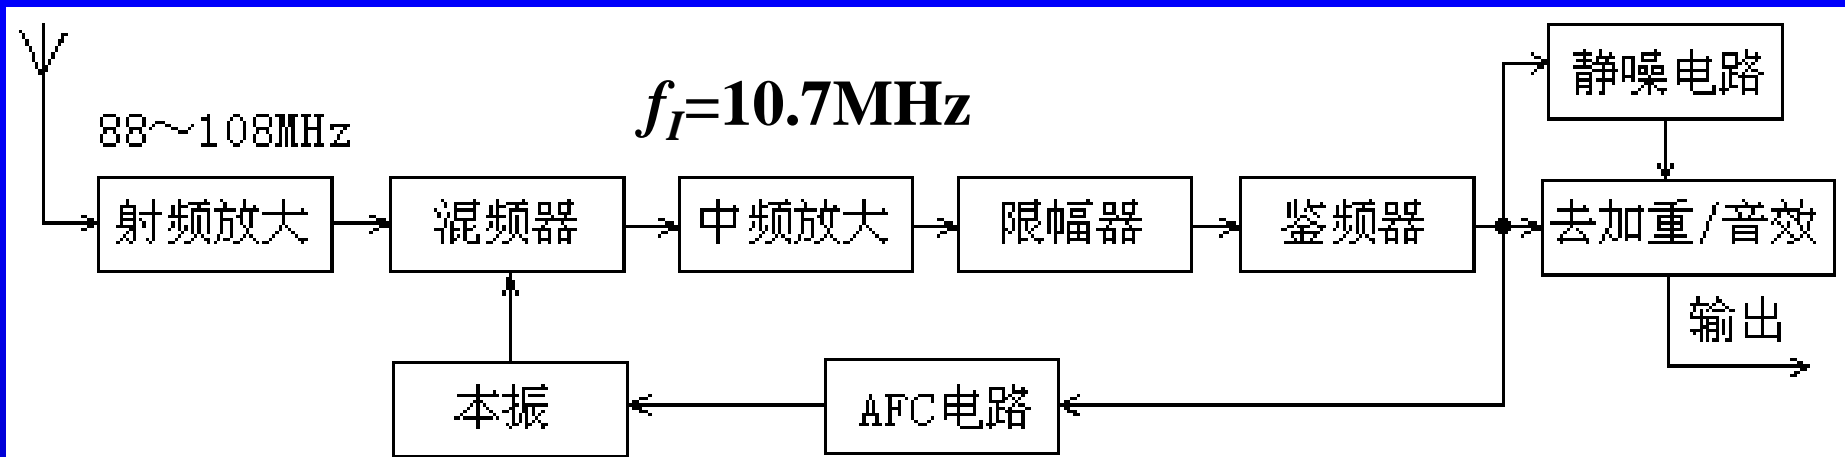 静噪电路
f_I=10.7MHz
88～108MHz
射频放大
混频器
中频放大
限幅器
鉴频器
去加重/音效
输出
本振
AFC电路